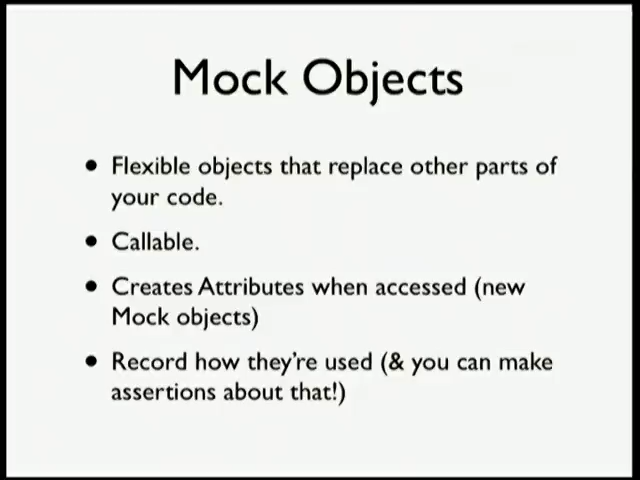 Mock Objects
• Flexible objects that replace other parts of
your code.
• Callable.
• Creates Attributes when accessed (new
Mock objects)
• Record how they're used (& you can make
assertions about that!)